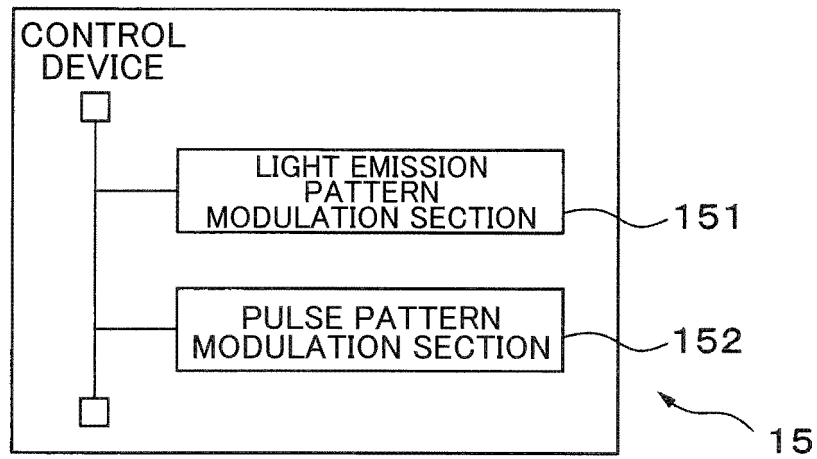 CONTROL
DEVICE
LIGHT EMISSION
PATTERN
MODULATION SECTION
151
PULSE PATTERN
MODULATION SECTION
152
15